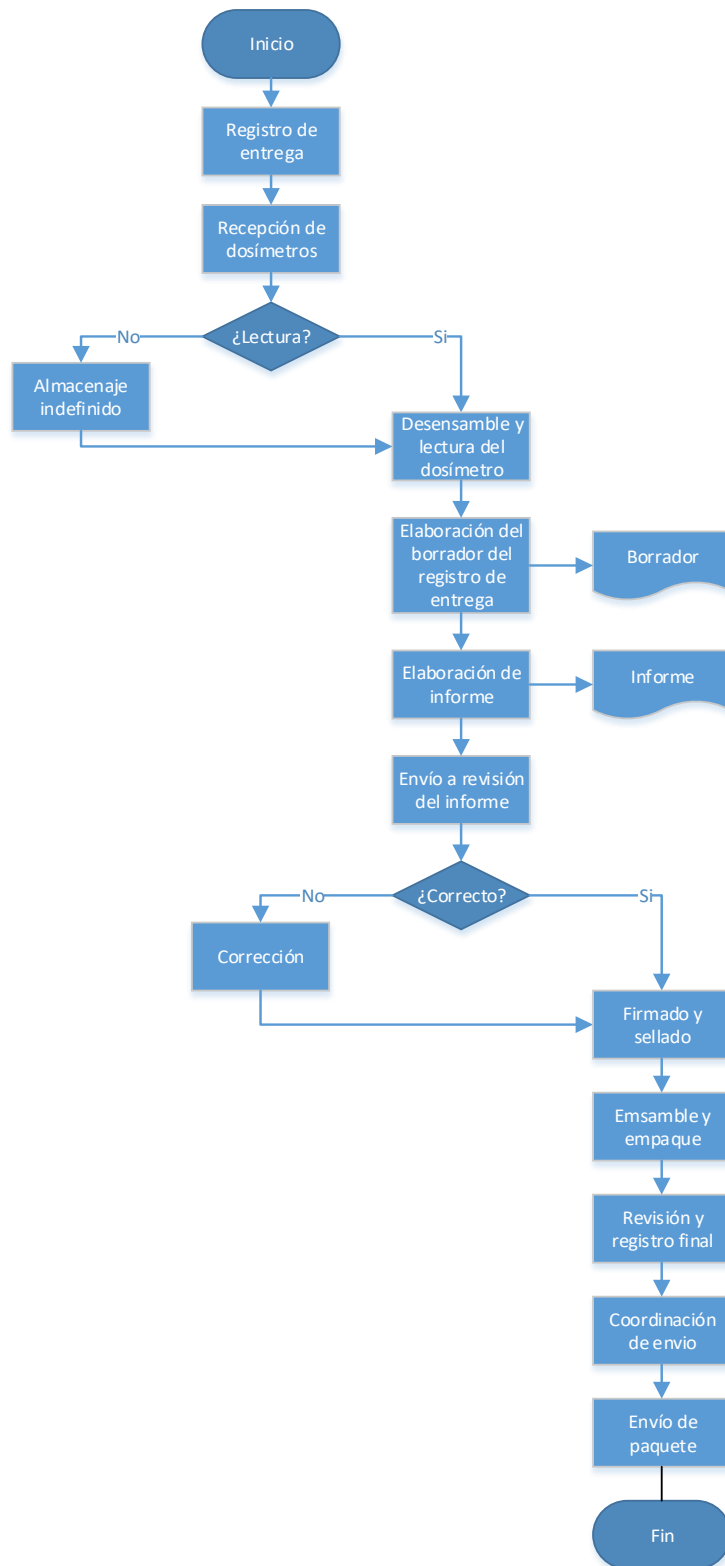 Inicio
Registro de
entrega
Recepción de
dosímetros
¿Lectura?
No
Si
Almacenaje
indefinido
Desensamble y
lectura del
dosímetro
Elaboración del
borrador del
registro de
entrega
Borrador
Elaboración de
informe
Informe
Envío a revisión
del informe
¿Correcto?
No
Si
Corrección
Firmado y
sellado
Emsamble y
empaque
Revisión y
registro final
Coordinación
de envio
Envío de
paquete
Fin